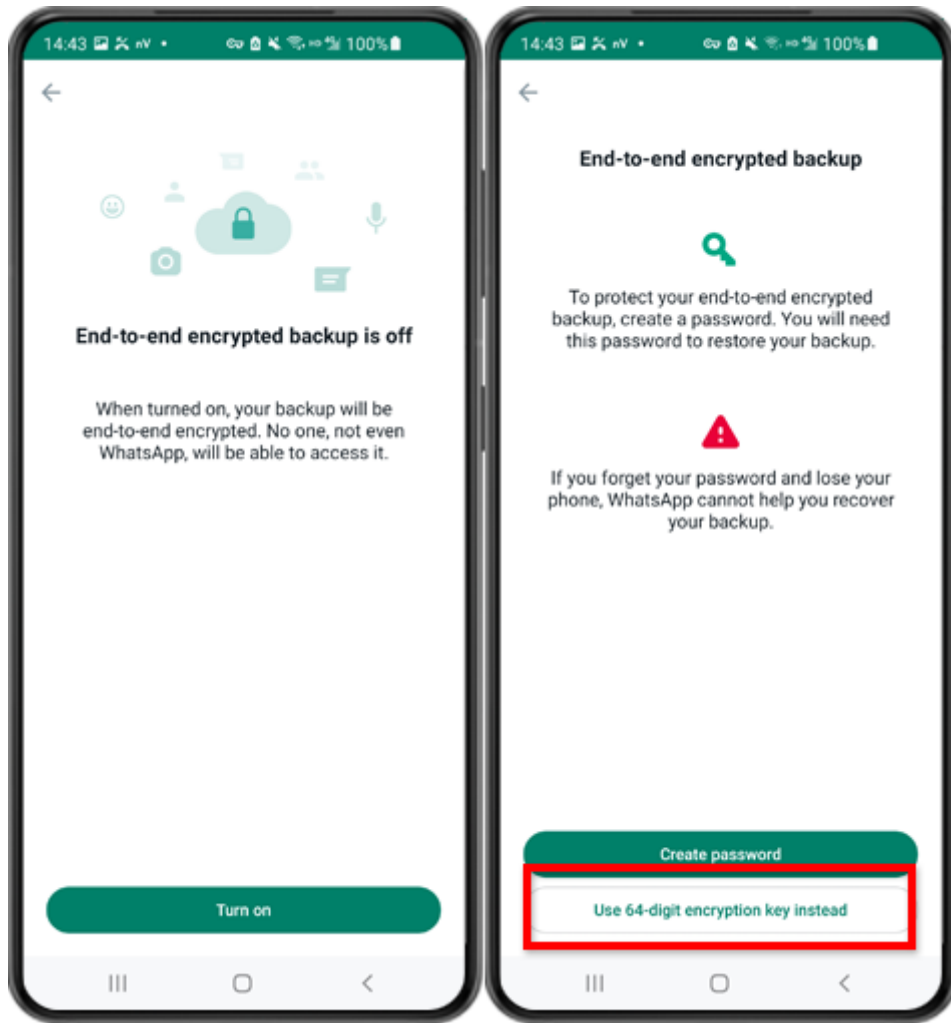 14:43 nV • 100%
End-to-end encrypted backup is off
When turned on, your backup will be
end-to-end encrypted. No one, not even
WhatsApp, will be able to access it.
Turn on
14:43 nV • 100%
End-to-end encrypted backup
To protect your end-to-end encrypted
backup, create a password. You will need
this password to restore your backup.
If you forget your password and lose your
phone, WhatsApp cannot help you recover
your backup.
Create password
Use 64-digit encryption key instead